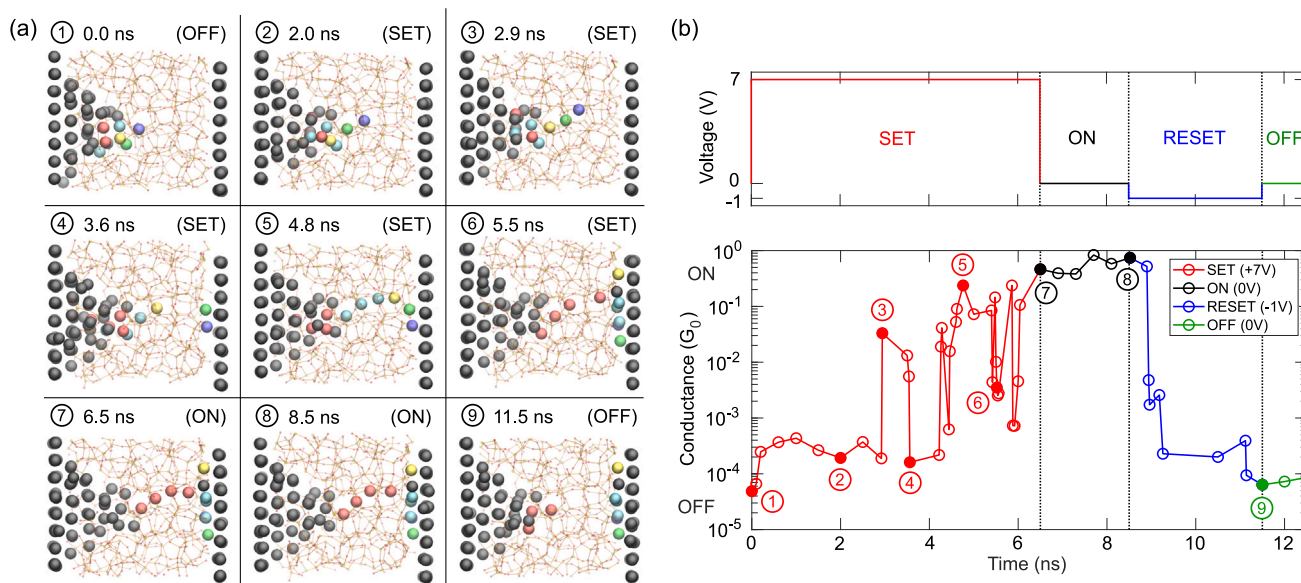 (a)
① 0.0 ns (OFF)
② 2.0 ns (SET)
③ 2.9 ns (SET)
④ 3.6 ns (SET)
⑤ 4.8 ns (SET)
⑥ 5.5 ns (SET)
⑦ 6.5 ns (ON)
⑧ 8.5 ns (ON)
⑨ 11.5 ns (OFF)
(b)
Voltage (V)
7
0
-1
SET
ON
RESET
OFF
Conductance (G₀)
ON
OFF
10⁰
10⁻¹
10⁻²
10⁻³
10⁻⁴
10⁻⁵
①
②
③
④
⑤
⑥
⑦
⑧
⑨
SET (+7V)
ON (0V)
RESET (-1V)
OFF (0V)
0 2 4 6 8 10 12
Time (ns)